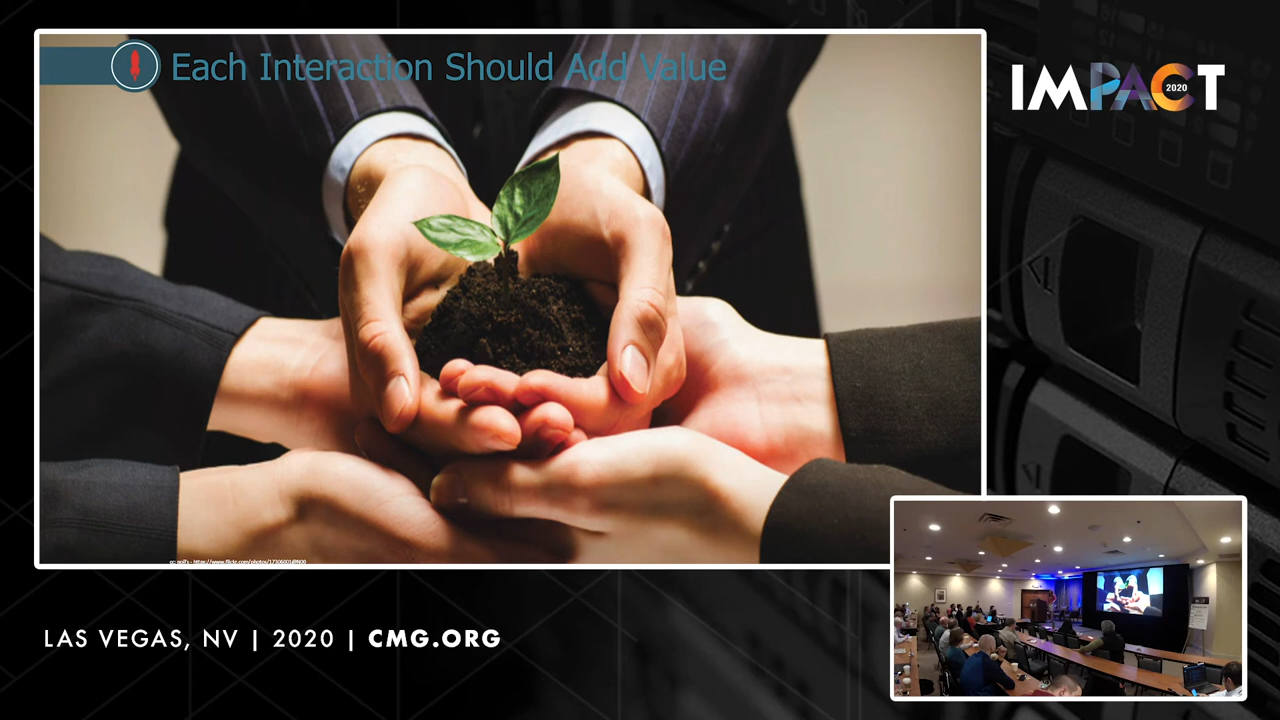 Each Interaction Should Add Value
IMPACT
2020
LAS VEGAS, NV | 2020 | CMG.ORG